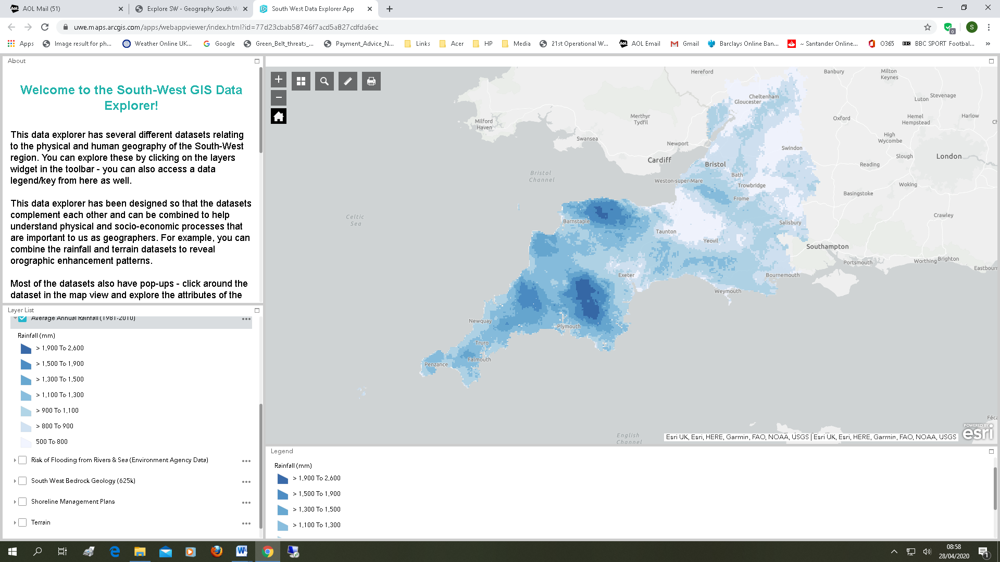 AOL Mail (51)
Explore SW - Geography South W
South West Data Explorer App
uwe.maps.arcgis.com/apps/webappviewer/index.html?id=77d23cbab58746f7acd5a827cdfda6ec
0
S
Apps
Image result for ph...
Weather Online UK...
Google
Green_Belt_threats_...
Payment_Advice_N...
Links
Acer
HP
Media
21st Operational W...
AOL Email
Gmail
Barclays Online Ban...
~ Santander Online...
O365
BBC SPORT Footbal...
About
Welcome to the South-West GIS Data
Explorer!
This data explorer has several different datasets relating
to the physical and human geography of the South-West
region. You can explore these by clicking on the layers
widget in the toolbar - you can also access a data
legend/key from here as well.
This data explorer has been designed so that the datasets
complement each other and can be combined to help
understand physical and socio-economic processes that
are important to us as geographers. For example, you can
combine the rainfall and terrain datasets to reveal
orographic enhancement patterns.
Most of the datasets also have pop-ups - click around the
dataset in the map view and explore the attributes of the
Layer List
Average Annual Rainfall (1981-2010)
Rainfall (mm)
> 1,900 To 2,600
> 1,500 To 1,900
> 1,300 To 1,500
> 1,100 To 1,300
> 900 To 1,100
> 800 To 900
500 To 800
Risk of Flooding from Rivers & Sea (Environment Agency Data)
South West Bedrock Geology (625k)
Shoreline Management Plans
Terrain
Hereford
Banbury
Milton
Keynes
Cheltenham
Gloucester
Luton
Stevenage
Milford
Haven
Merthyr
Tydfil
Oxford
Hemel
Hempstead
Harlow
Ch
Swansea
Newport
High
Wycombe
Swindon
Cardiff
Bristol
Slough
London
Reading
Bristol
Channel
Bath
Weston-super-Mare
Trowbridge
Woking
Basingstoke
Frome
Celtic
Sea
Barnstaple
Crawley
Salisbury
Taunton
Yeovil
Southampton
Portsmouth
Worthing
Brighton
Eastbourn
Exeter
Bournemouth
Weymouth
Newquay
Plymouth
Truro
Falmouth
Penzance
Féca
English
Channel
Esri UK, Esri, HERE, Garmin, FAO, NOAA, USGS | Esri UK, Esri, HERE, Garmin, FAO, NOAA, USGS
POWERED BY
esri
Legend
Rainfall (mm)
> 1,900 To 2,600
> 1,500 To 1,900
> 1,300 To 1,500
> 1,100 To 1,300
08:58
28/04/2020
1